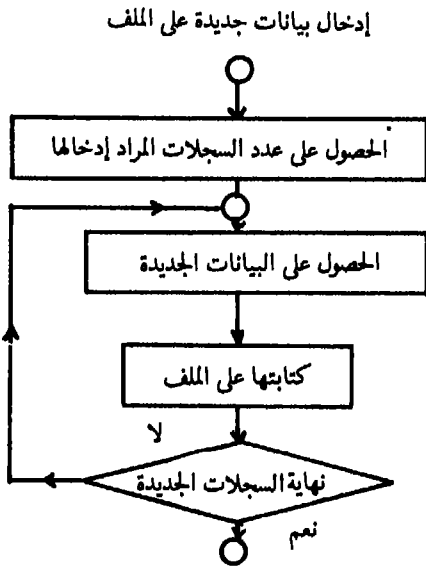 إدخال بيانات جديدة على الملف
الحصول على عدد السجلات المراد إدخالها
الحصول على البيانات الجديدة
كتابتها على الملف
لا
نهاية السجلات الجديدة
نعم